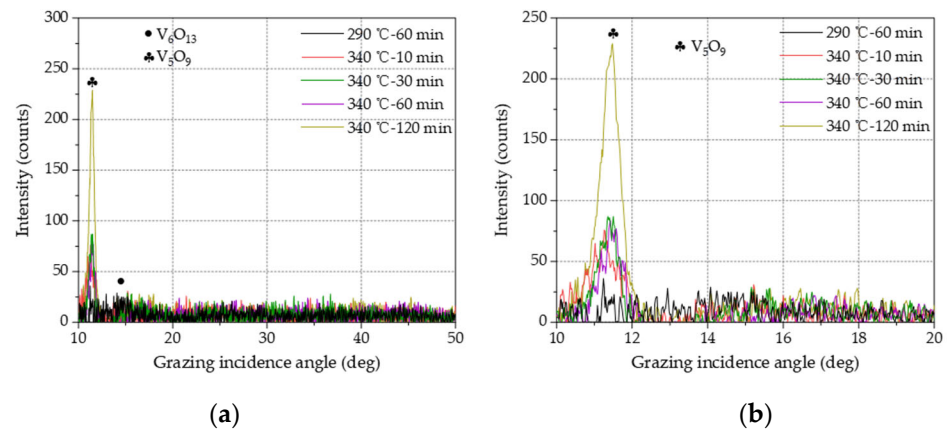 300
250
200
150
100
50
0
Intensity (counts)
● V₆O₁₃
♣ V₅O₉
290 ℃-60 min
340 ℃-10 min
340 ℃-30 min
340 ℃-60 min
340 ℃-120 min
♣
●
10 20 30 40 50
Grazing incidence angle (deg)
(a)
250
200
150
100
50
0
Intensity (counts)
♣
♣ V₅O₉
290 ℃-60 min
340 ℃-10 min
340 ℃-30 min
340 ℃-60 min
340 ℃-120 min
10 12 14 16 18 20
Grazing incidence angle (deg)
(b)